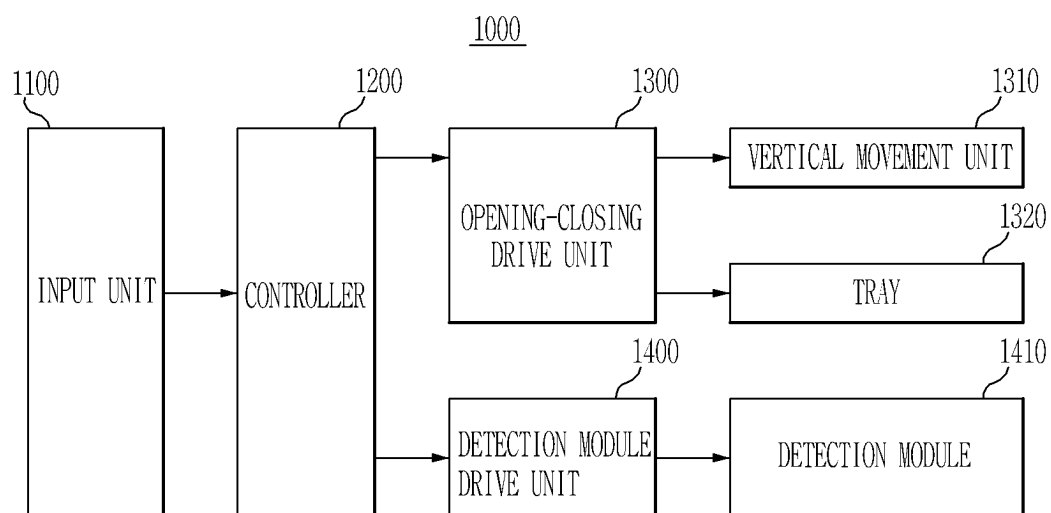 1000
1100
1200
1300
1310
VERTICAL MOVEMENT UNIT
OPENING-CLOSING
DRIVE UNIT
1320
INPUT UNIT
CONTROLLER
TRAY
1400
1410
DETECTION MODULE
DRIVE UNIT
DETECTION MODULE